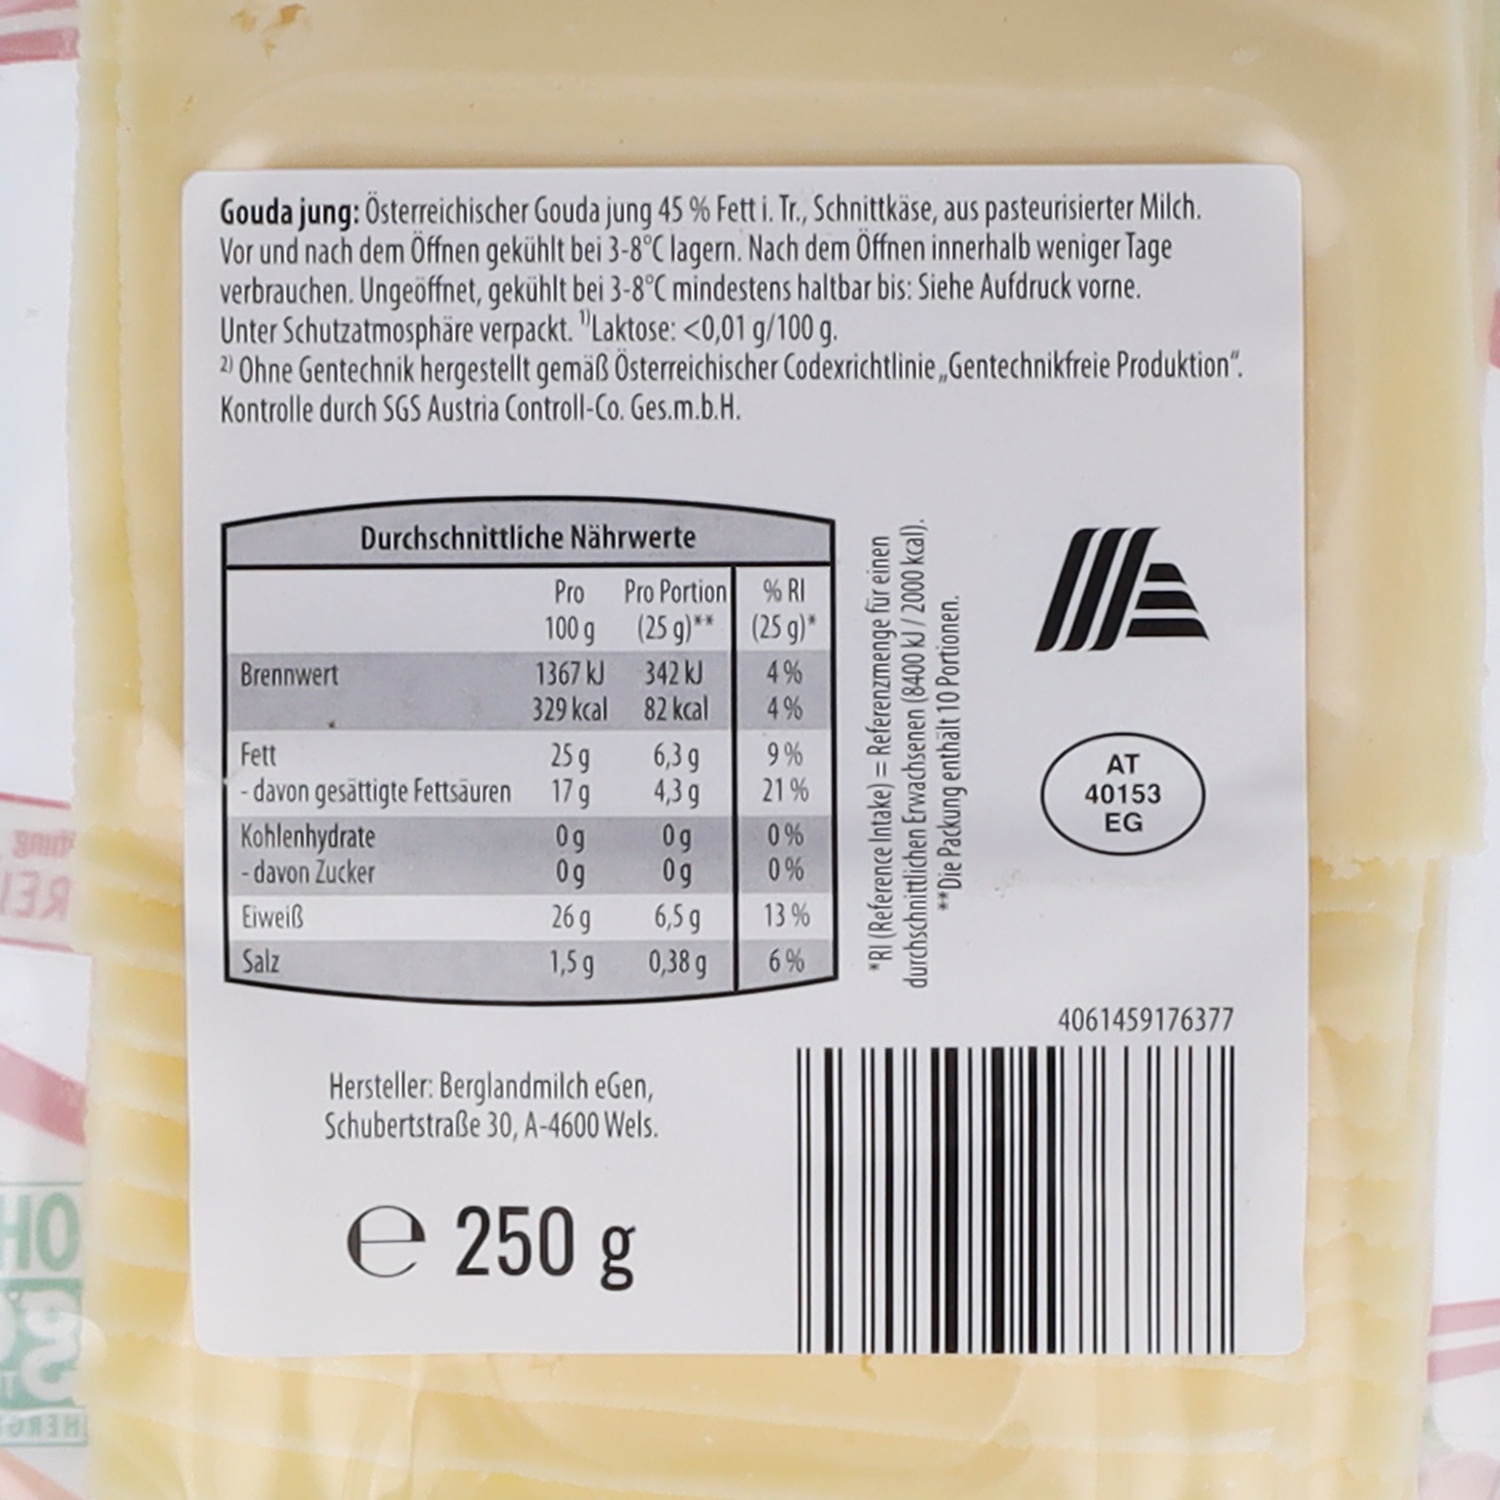 Gouda jung: Österreichischer Gouda jung 45 % Fett i. Tr., Schnittkäse, aus pasteurisierter Milch.
Vor und nach dem Öffnen gekühlt bei 3-8°C lagern. Nach dem Öffnen innerhalb weniger Tage
verbrauchen. Ungeöffnet, gekühlt bei 3-8°C mindestens haltbar bis: Siehe Aufdruck vorne.
Unter Schutzatmosphäre verpackt. ¹⁾Laktose: <0,01 g/100 g.
²⁾ Ohne Gentechnik hergestellt gemäß Österreichischer Codexrichtlinie „Gentechnikfreie Produktion“.
Kontrolle durch SGS Austria Controll-Co. Ges.m.b.H.
Durchschnittliche Nährwerte
Pro Pro Portion % RI
100 g (25 g)** (25 g)*
Brennwert 1367 kJ 342 kJ 4 %
329 kcal 82 kcal 4 %
Fett 25 g 6,3 g 9 %
- davon gesättigte Fettsäuren 17 g 4,3 g 21 %
Kohlenhydrate 0 g 0 g 0 %
- davon Zucker 0 g 0 g 0 %
Eiweiß 26 g 6,5 g 13 %
Salz 1,5 g 0,38 g 6 %
*RI (Reference Intake) = Referenzmenge für einen
durchschnittlichen Erwachsenen (8400 kJ / 2000 kcal).
**Die Packung enthält 10 Portionen.
AT
40153
EG
4061459176377
Hersteller: Berglandmilch eGen,
Schubertstraße 30, A-4600 Wels.
℮ 250 g